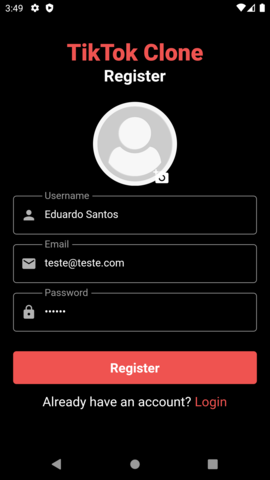 3:49
TikTok Clone
Register
Username
Eduardo Santos
Email
teste@teste.com
Password
••••••
Register
Already have an account? Login